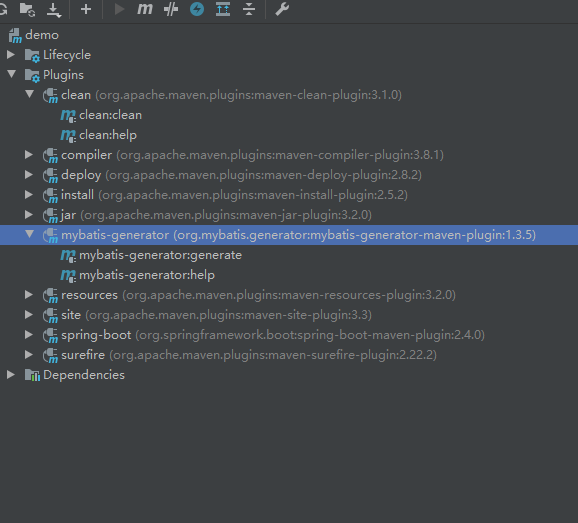 demo
Lifecycle
Plugins
clean (org.apache.maven.plugins:maven-clean-plugin:3.1.0)
clean:clean
clean:help
compiler (org.apache.maven.plugins:maven-compiler-plugin:3.8.1)
deploy (org.apache.maven.plugins:maven-deploy-plugin:2.8.2)
install (org.apache.maven.plugins:maven-install-plugin:2.5.2)
jar (org.apache.maven.plugins:maven-jar-plugin:3.2.0)
mybatis-generator (org.mybatis.generator:mybatis-generator-maven-plugin:1.3.5)
mybatis-generator:generate
mybatis-generator:help
resources (org.apache.maven.plugins:maven-resources-plugin:3.2.0)
site (org.apache.maven.plugins:maven-site-plugin:3.3)
spring-boot (org.springframework.boot:spring-boot-maven-plugin:2.4.0)
surefire (org.apache.maven.plugins:maven-surefire-plugin:2.22.2)
Dependencies